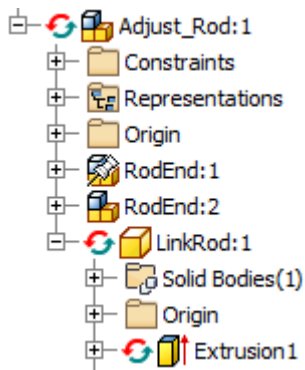 Adjust_Rod:1
Constraints
Representations
Origin
RodEnd:1
RodEnd:2
LinkRod:1
Solid Bodies(1)
Origin
Extrusion1